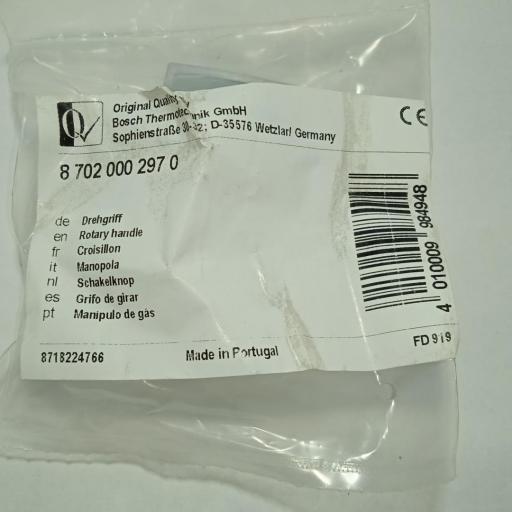 Original Quality
Bosch Thermotechnik GmbH
Sophienstraße 30-32; D-35576 Wetzlar/ Germany
CE
8 702 000 297 0
de Drehgriff
en Rotary handle
fr Croisillon
it Manopola
nl Schakelknop
es Grifo de girar
pt Manipulo de gás
4 010009 984948
8718224766
Made in Portugal
FD 919